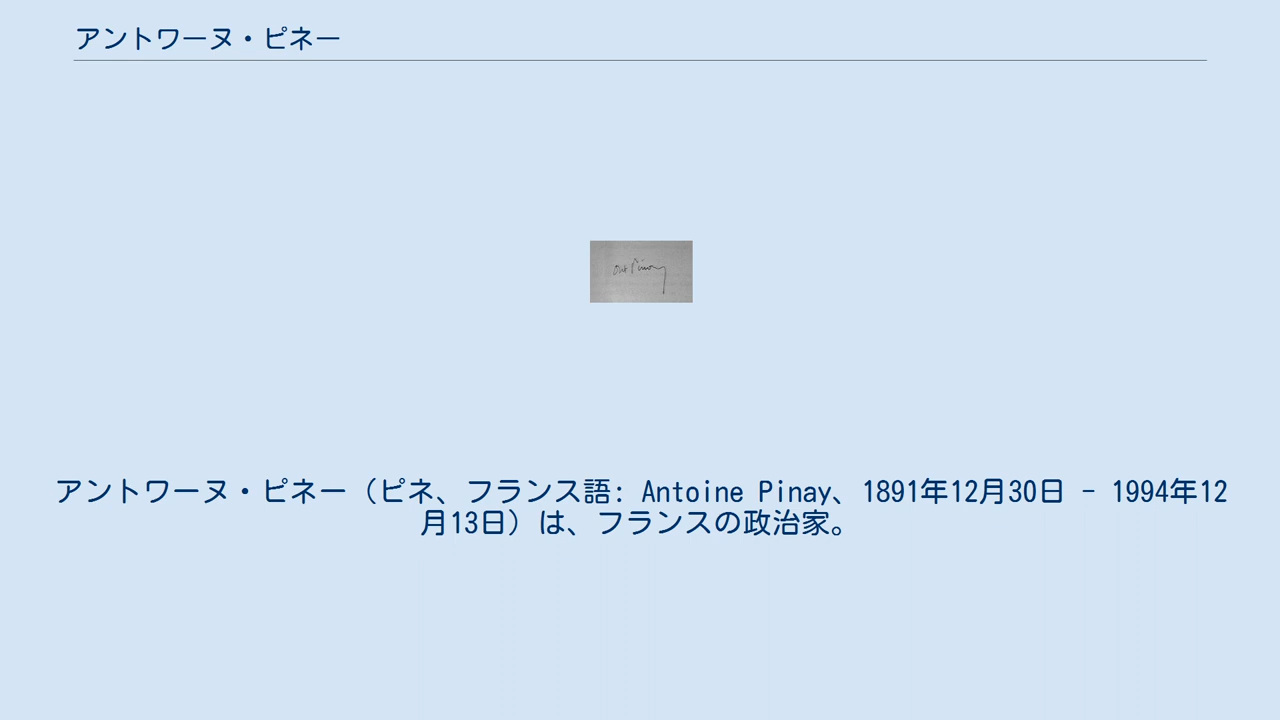 アントワーヌ・ピネー
Ant Pinay
アントワーヌ・ピネー（ピネ、フランス語: Antoine Pinay、1891年12月30日 - 1994年12
月13日）は、フランスの政治家。